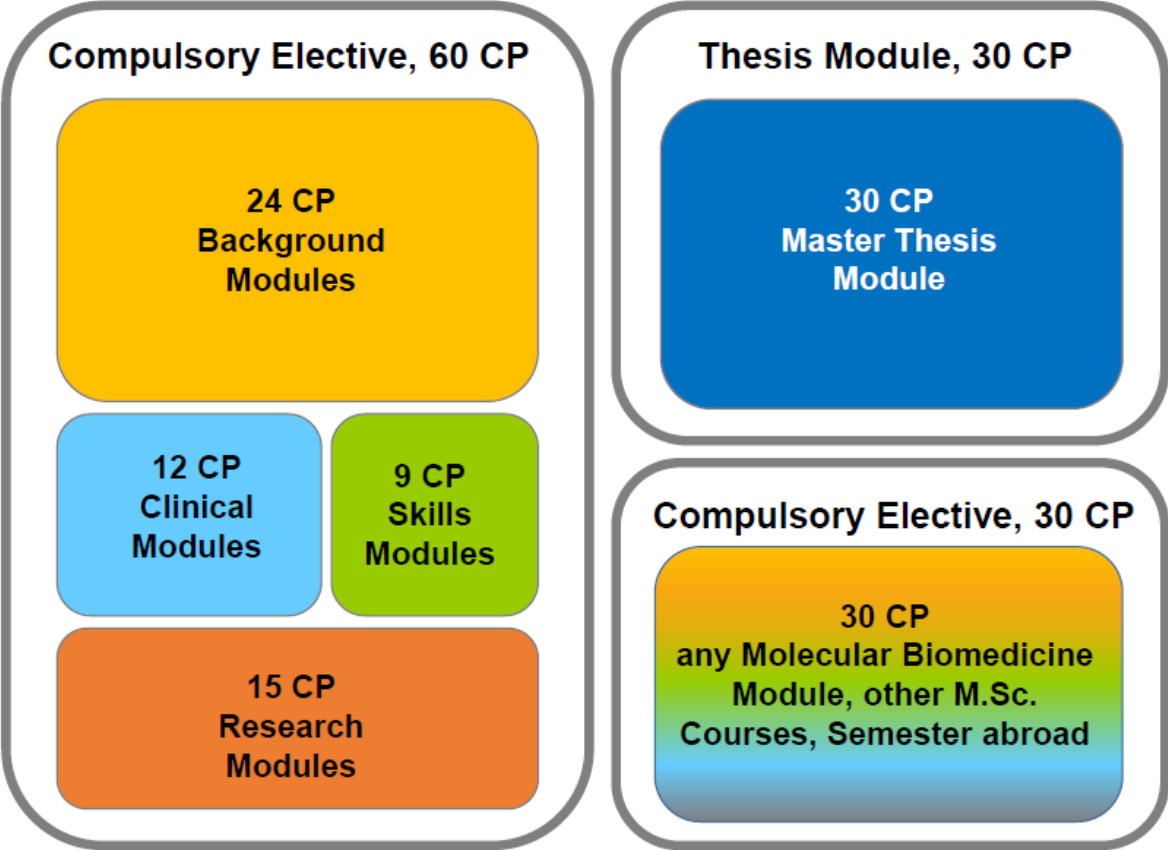 Compulsory Elective, 60 CP
24 CP
Background
Modules
12 CP
Clinical
Modules
9 CP
Skills
Modules
15 CP
Research
Modules
Thesis Module, 30 CP
30 CP
Master Thesis
Module
Compulsory Elective, 30 CP
30 CP
any Molecular Biomedicine
Module, other M.Sc.
Courses, Semester abroad